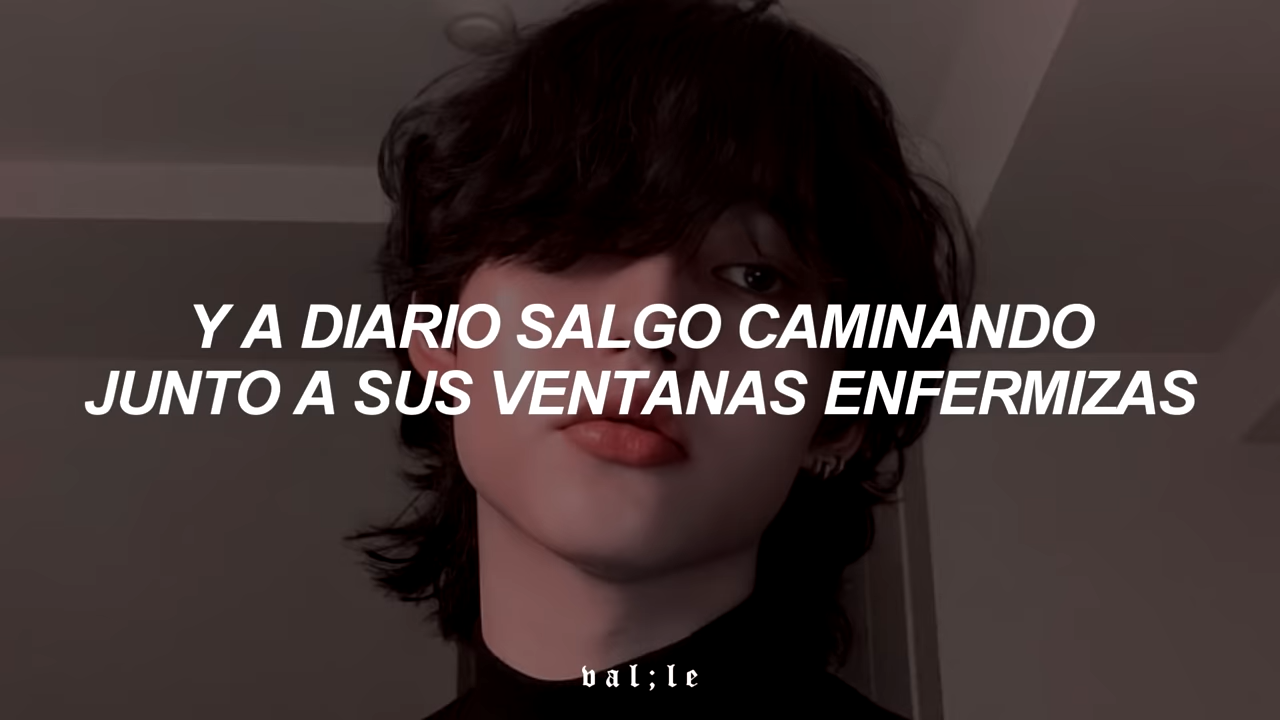 Y A DIARIO SALGO CAMINANDO
JUNTO A SUS VENTANAS ENFERMIZAS
val;le